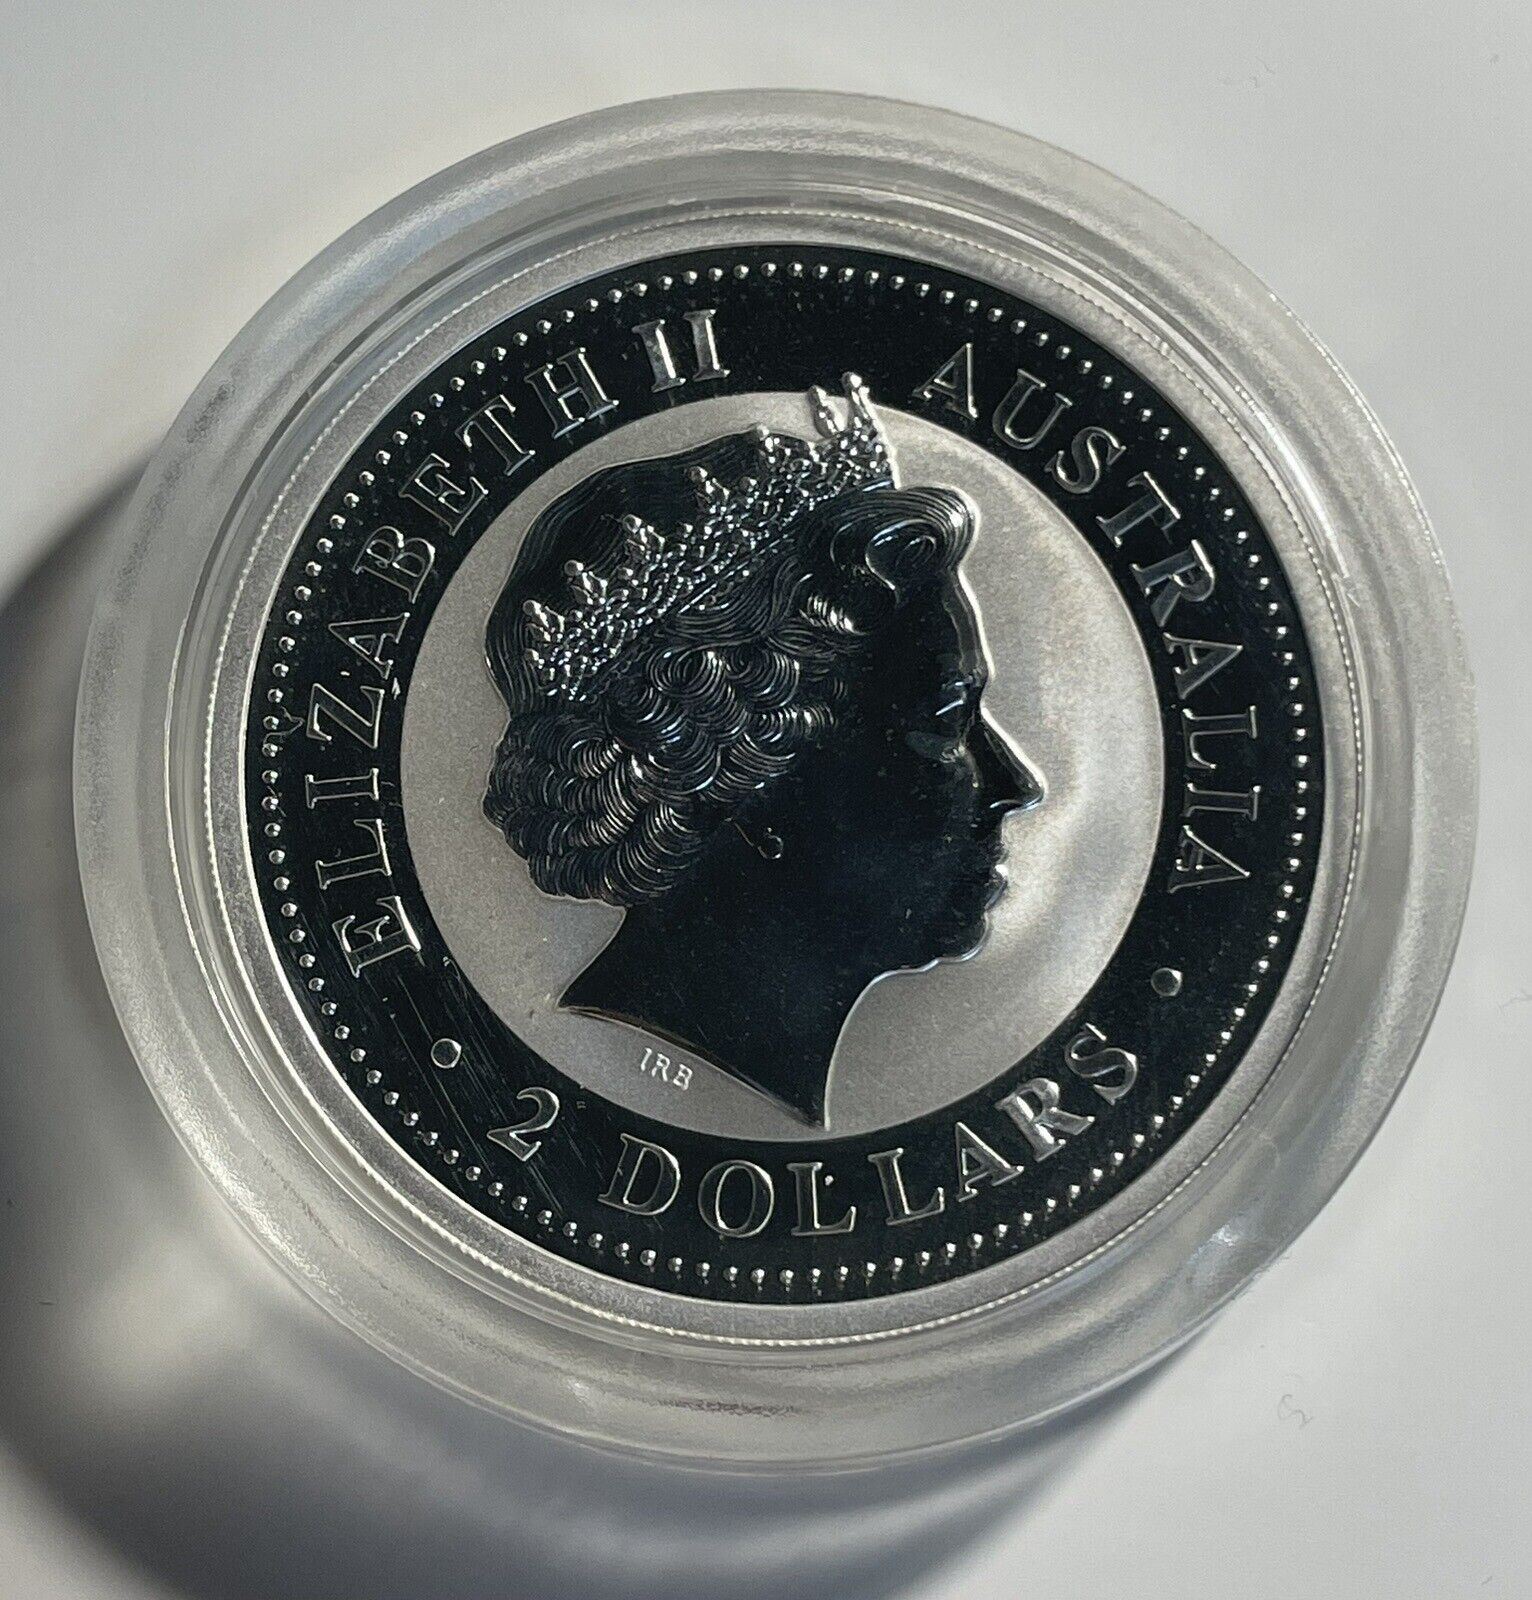 ELIZABETH II
AUSTRALIA
• 2 DOLLARS •
IRB